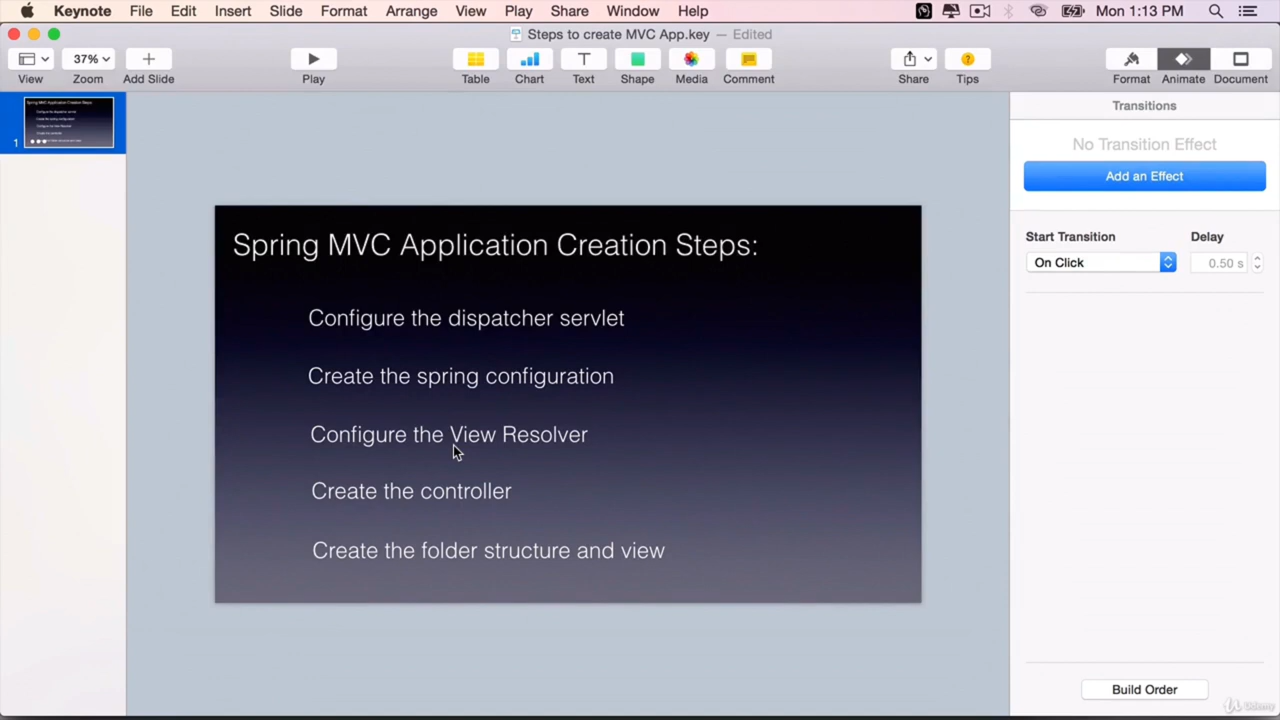 Keynote File Edit Insert Slide Format Arrange View Play Share Window Help Mon 1:13 PM
Steps to create MVC App.key — Edited
37%
View Zoom Add Slide Play Table Chart Text Shape Media Comment Share Tips Format Animate Document
Transitions
No Transition Effect
Add an Effect
Start Transition Delay
On Click 0.50 s
1
Spring MVC Application Creation Steps:
Configure the dispatcher servlet
Create the spring configuration
Configure the View Resolver
Create the controller
Create the folder structure and view
Build Order
Udemy